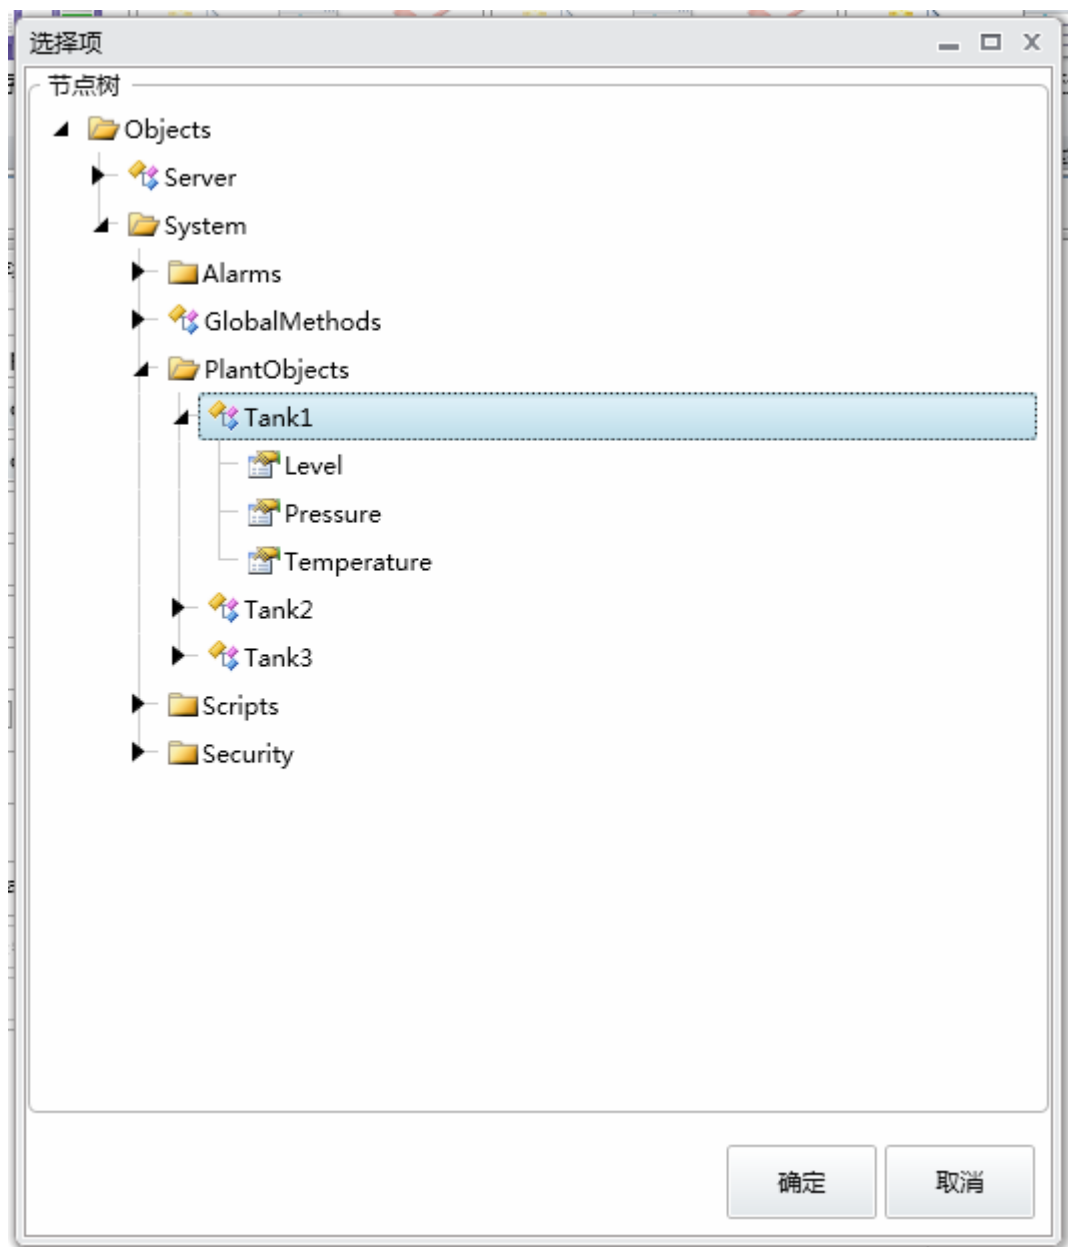 选择项
节点树
Objects
Server
System
Alarms
GlobalMethods
PlantObjects
Tank1
Level
Pressure
Temperature
Tank2
Tank3
Scripts
Security
确定
取消